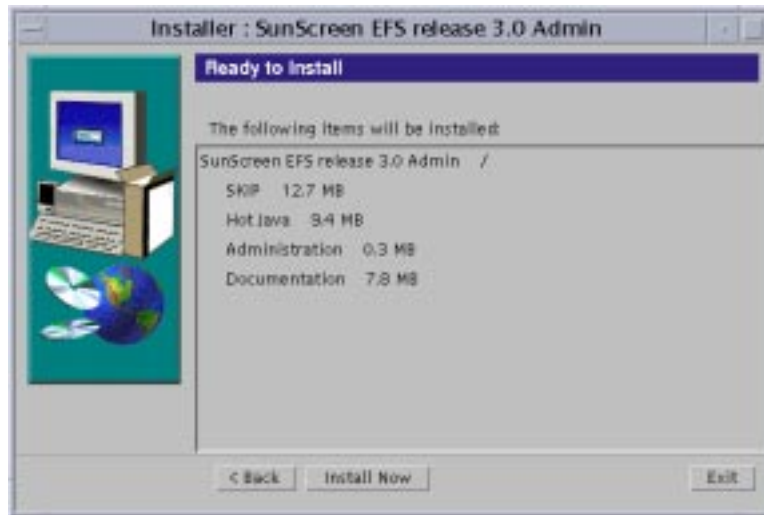 Installer : SunScreen EFS release 3.0 Admin
Ready to Install
The following items will be installed:
SunScreen EFS release 3.0 Admin /
SKIP 12.7 MB
HotJava 9.4 MB
Administration 0.3 MB
Documentation 7.8 MB
< Back Install Now Exit